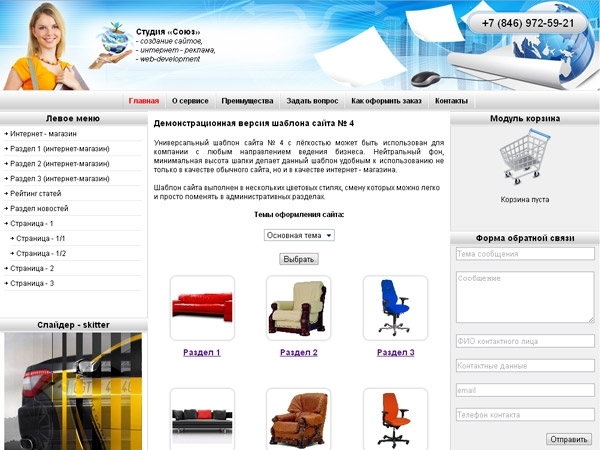 Студия «Союз»
- создание сайтов,
- интернет - реклама,
- web-development
+7 (846) 972-59-21
Главная
О сервисе
Преимущества
Задать вопрос
Как оформить заказ
Контакты
Левое меню
Интернет - магазин
Раздел 1 (интернет-магазин)
Раздел 2 (интернет-магазин)
Раздел 3 (интернет-магазин)
Рейтинг статей
Раздел новостей
Страница - 1
Страница - 1/1
Страница - 1/2
Страница - 2
Страница - 3
Слайдер - skitter
Демонстрационная версия шаблона сайта № 4
Универсальный шаблон сайта № 4 с лёгкостью может быть использован для
компании с любым направлением ведения бизнеса. Нейтральный фон,
минимальная высота шапки делает данный шаблон удобным к использованию не
только в качестве обычного сайта, но и в качестве интернет - магазина.
Шаблон сайта выполнен в нескольких цветовых стилях, смену которых можно легко
и просто поменять в административных разделах.
Темы оформления сайта:
Основная тема
Выбрать
Раздел 1
Раздел 2
Раздел 3
Модуль корзина
Корзина пуста
Форма обратной связи
Тема сообщения
Сообщение
ФИО контактного лица
Контактные данные
email
Телефон контакта
Отправить